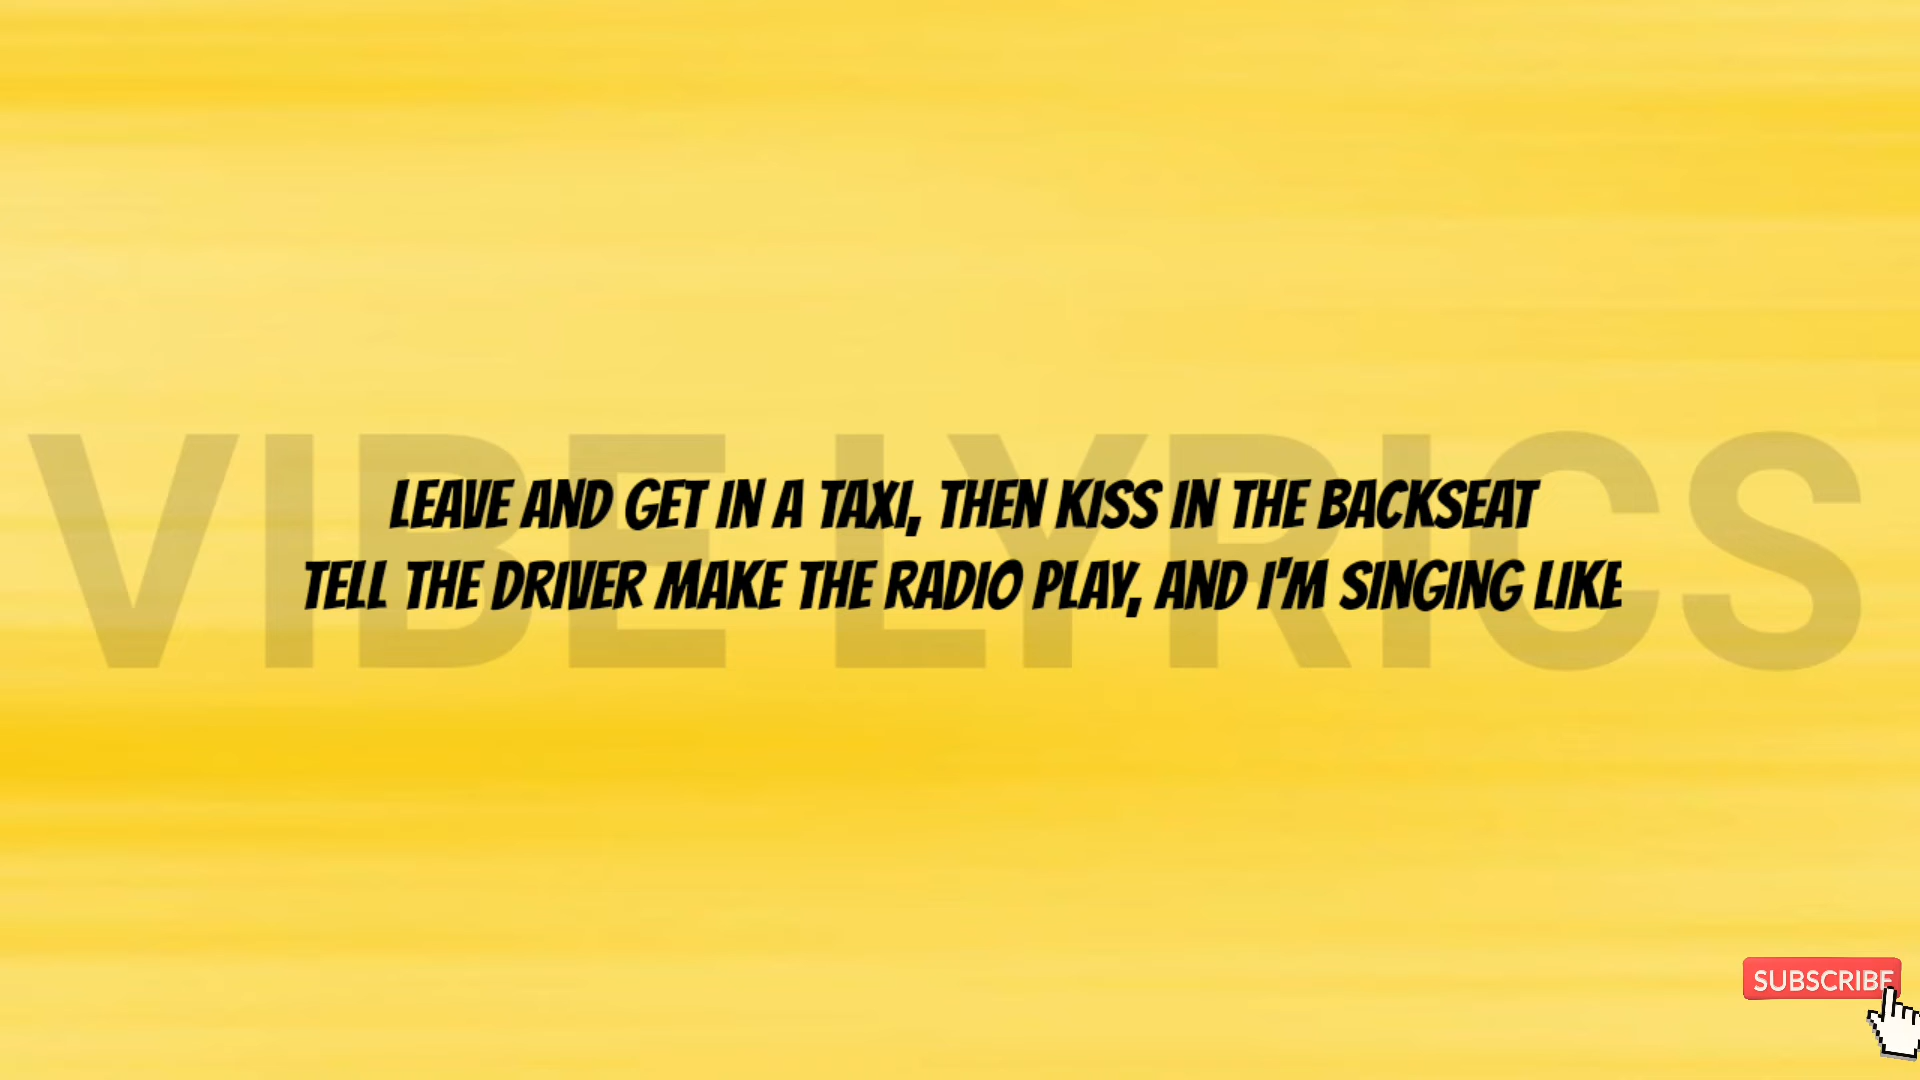 VIBE LYRICS
LEAVE AND GET IN A TAXI, THEN KISS IN THE BACKSEAT
TELL THE DRIVER MAKE THE RADIO PLAY, AND I'M SINGING LIKE
SUBSCRIBE